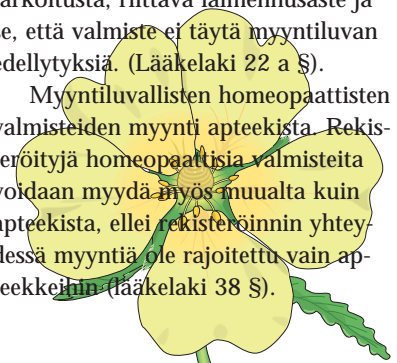 tarkoitusta, riittävä laimennusaste ja
se, että valmiste ei täytä myyntiluvan
edellytyksiä. (Lääkelaki 22 a §).
Myyntiluvallisten homeopaattisten
valmisteiden myynti apteekista. Rekis-
teröityjä homeopaattisia valmisteita
voidaan myydä myös muualta kuin
apteekista, ellei rekisteröinnin yhtey-
dessä myyntiä ole rajoitettu vain ap-
teekkeihin (lääkelaki 38 §).